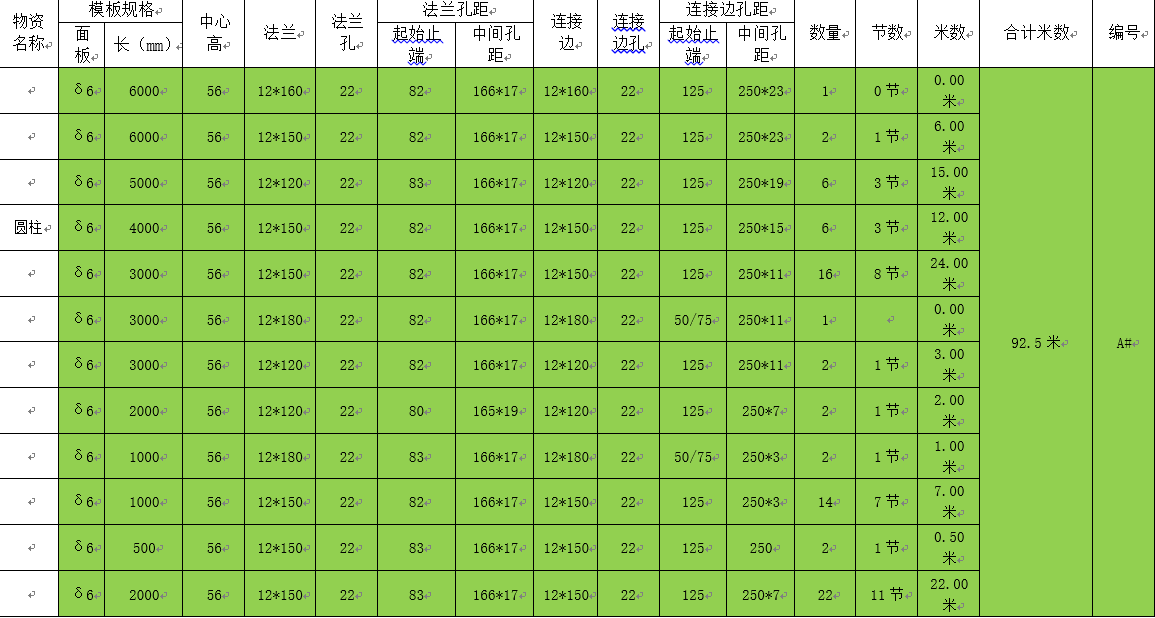 物资名称 模板规格 中心高 法兰 法兰孔 法兰孔距 连接边 连接边孔 连接边孔距 数量 节数 米数 合计米数 编号
面板 长（mm） 起始止端 中间孔距 起始止端 中间孔距
δ6 6000 56 12*160 22 82 166*17 12*160 22 125 250*23 1 0节 0.00米
δ6 6000 56 12*150 22 82 166*17 12*150 22 125 250*23 2 1节 6.00米
δ6 5000 56 12*120 22 83 166*17 12*120 22 125 250*19 6 3节 15.00米
圆柱 δ6 4000 56 12*150 22 82 166*17 12*150 22 125 250*15 6 3节 12.00米
δ6 3000 56 12*150 22 82 166*17 12*150 22 125 250*11 16 8节 24.00米
δ6 3000 56 12*180 22 82 166*17 12*180 22 50/75 250*11 1 0.00米
92.5米 A#
δ6 3000 56 12*120 22 82 166*17 12*120 22 125 250*11 2 1节 3.00米
δ6 2000 56 12*120 22 80 165*19 12*120 22 125 250*7 2 1节 2.00米
δ6 1000 56 12*180 22 83 166*17 12*180 22 50/75 250*3 2 1节 1.00米
δ6 1000 56 12*150 22 82 166*17 12*150 22 125 250*3 14 7节 7.00米
δ6 500 56 12*150 22 83 166*17 12*150 22 125 250 2 1节 0.50米
δ6 2000 56 12*150 22 83 166*17 12*150 22 125 250*7 22 11节 22.00米